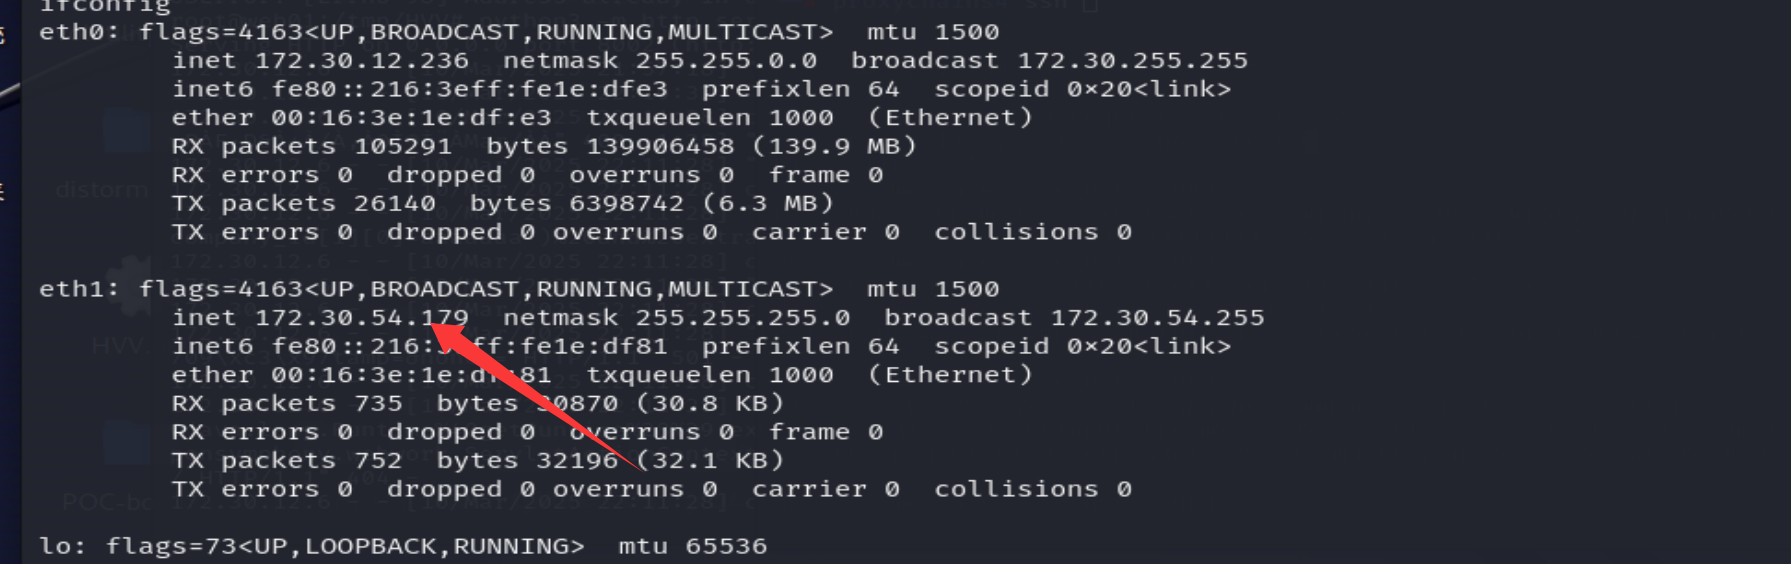 ifconfig
eth0: flags=4163<UP,BROADCAST,RUNNING,MULTICAST>  mtu 1500
inet 172.30.12.236  netmask 255.255.0.0  broadcast 172.30.255.255
inet6 fe80::216:3eff:fe1e:dfe3  prefixlen 64  scopeid 0×20<link>
ether 00:16:3e:1e:df:e3  txqueuelen 1000  (Ethernet)
RX packets 105291  bytes 139906458 (139.9 MB)
RX errors 0  dropped 0  overruns 0  frame 0
TX packets 26140  bytes 6398742 (6.3 MB)
TX errors 0  dropped 0 overruns 0  carrier 0  collisions 0
eth1: flags=4163<UP,BROADCAST,RUNNING,MULTICAST>  mtu 1500
inet 172.30.54.179  netmask 255.255.255.0  broadcast 172.30.54.255
inet6 fe80::216:3eff:fe1e:df81  prefixlen 64  scopeid 0×20<link>
ether 00:16:3e:1e:df:81  txqueuelen 1000  (Ethernet)
RX packets 735  bytes 30870 (30.8 KB)
RX errors 0  dropped 0  overruns 0  frame 0
TX packets 752  bytes 32196 (32.1 KB)
TX errors 0  dropped 0 overruns 0  carrier 0  collisions 0
lo: flags=73<UP,LOOPBACK,RUNNING>  mtu 65536